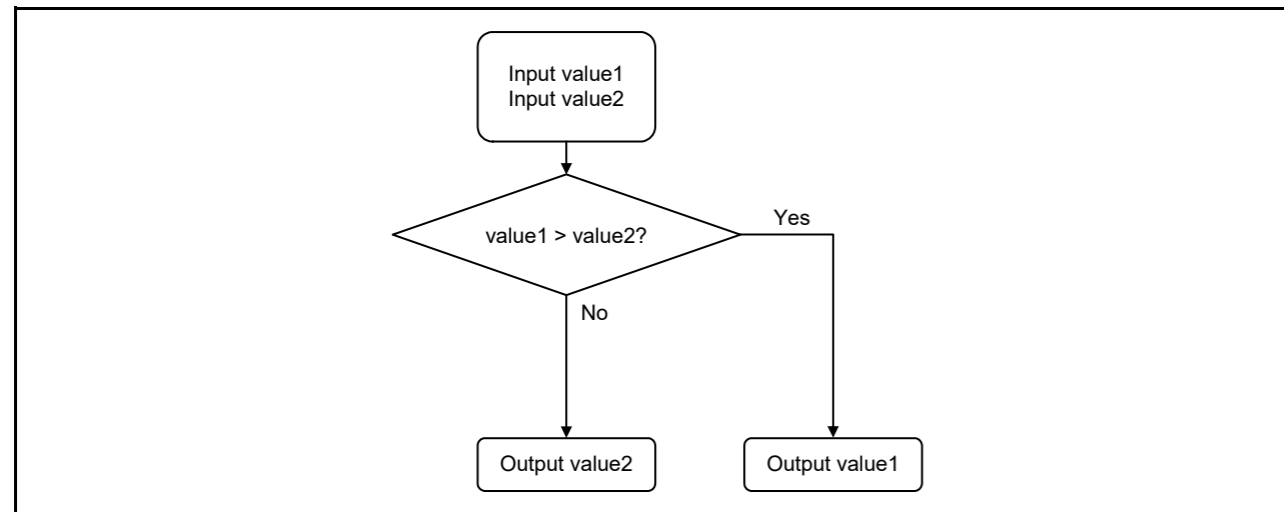 Input value1
Input value2
value1 > value2?
Yes
No
Output value2
Output value1